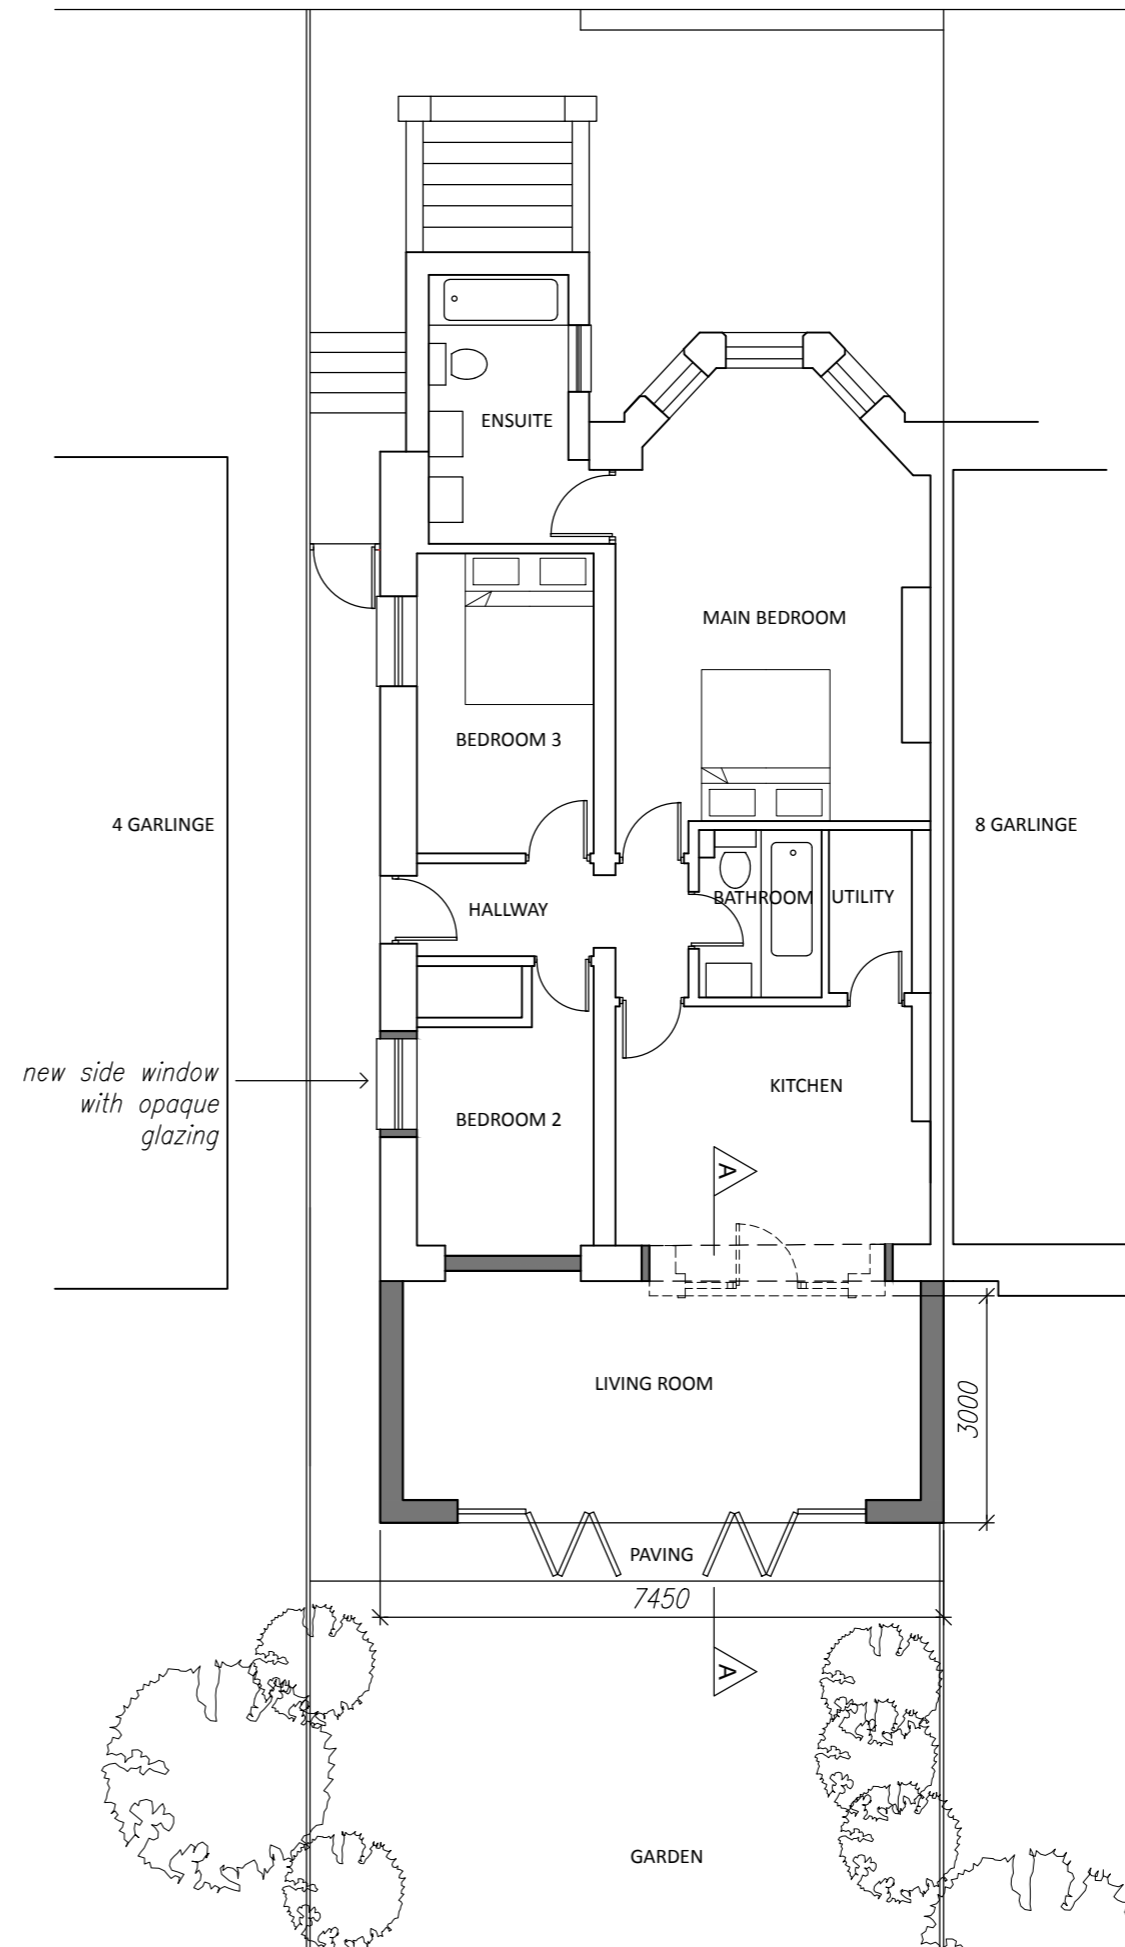 ENSUITE
MAIN BEDROOM
BEDROOM 3
4 GARLINGE
8 GARLINGE
BATHROOM
UTILITY
HALLWAY
new side window
with opaque
glazing
KITCHEN
BEDROOM 2
A
LIVING ROOM
3000
PAVING
7450
A
GARDEN